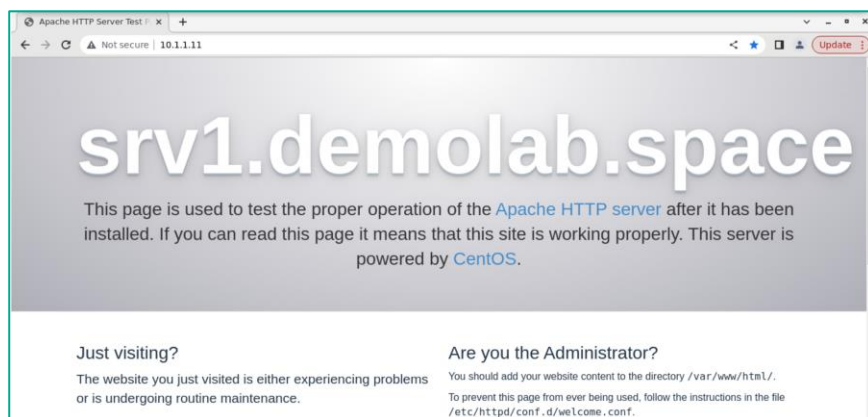 Apache HTTP Server Test
Not secure | 10.1.1.11
Update
srv1.demolab.space
This page is used to test the proper operation of the Apache HTTP server after it has been
installed. If you can read this page it means that this site is working properly. This server is
powered by CentOS.
Just visiting?
The website you just visited is either experiencing problems
or is undergoing routine maintenance.
Are you the Administrator?
You should add your website content to the directory /var/www/html/.
To prevent this page from ever being used, follow the instructions in the file
/etc/httpd/conf.d/welcome.conf.